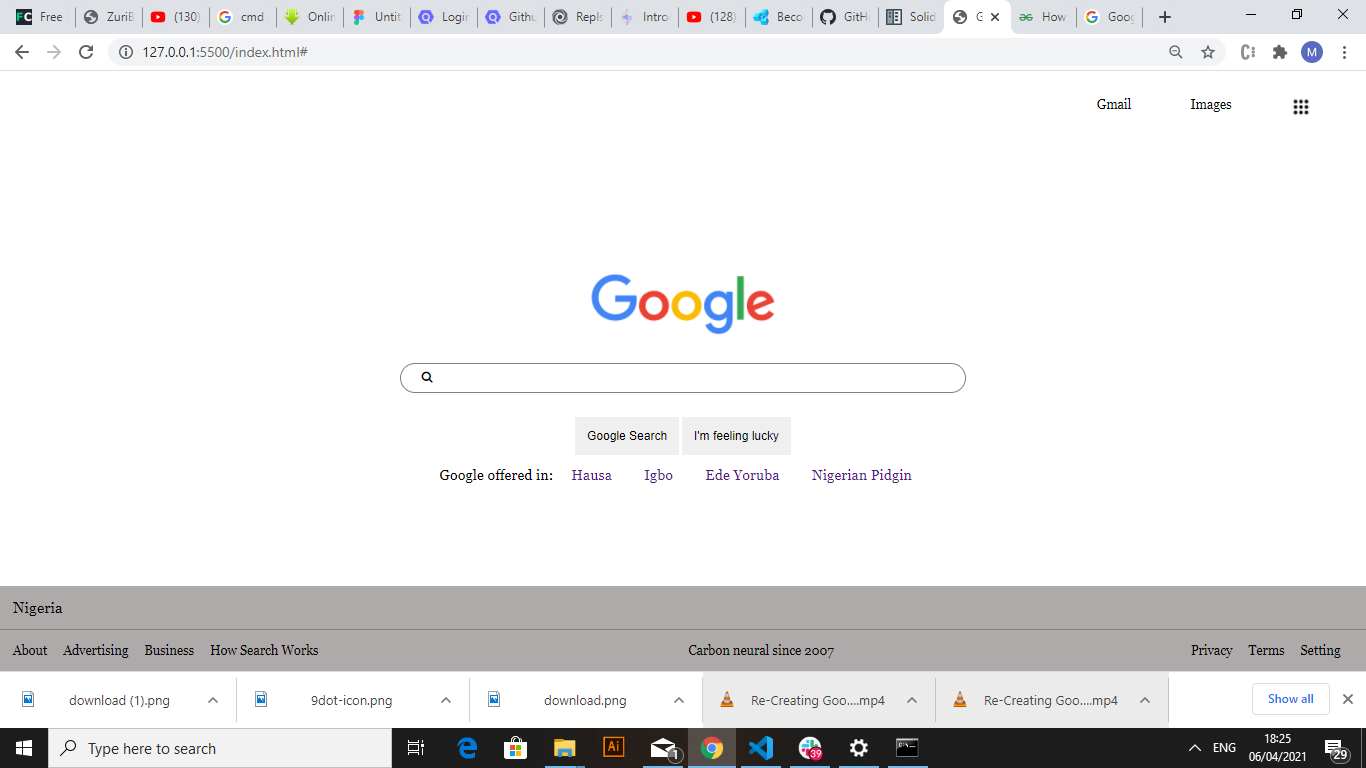 Free ZuriB (130) cmd Onlin Untit Login Githu Repls Intro (128) Beco GitH Solid G How Goog
127.0.0.1:5500/index.html# M
Gmail Images
Google
Google Search I'm feeling lucky
Google offered in: Hausa Igbo Ede Yoruba Nigerian Pidgin
Nigeria
About Advertising Business How Search Works Carbon neural since 2007 Privacy Terms Setting
download (1).png 9dot-icon.png download.png Re-Creating Goo....mp4 Re-Creating Goo....mp4 Show all
Type here to search Ai 1 39 ENG 18:25
06/04/2021 29